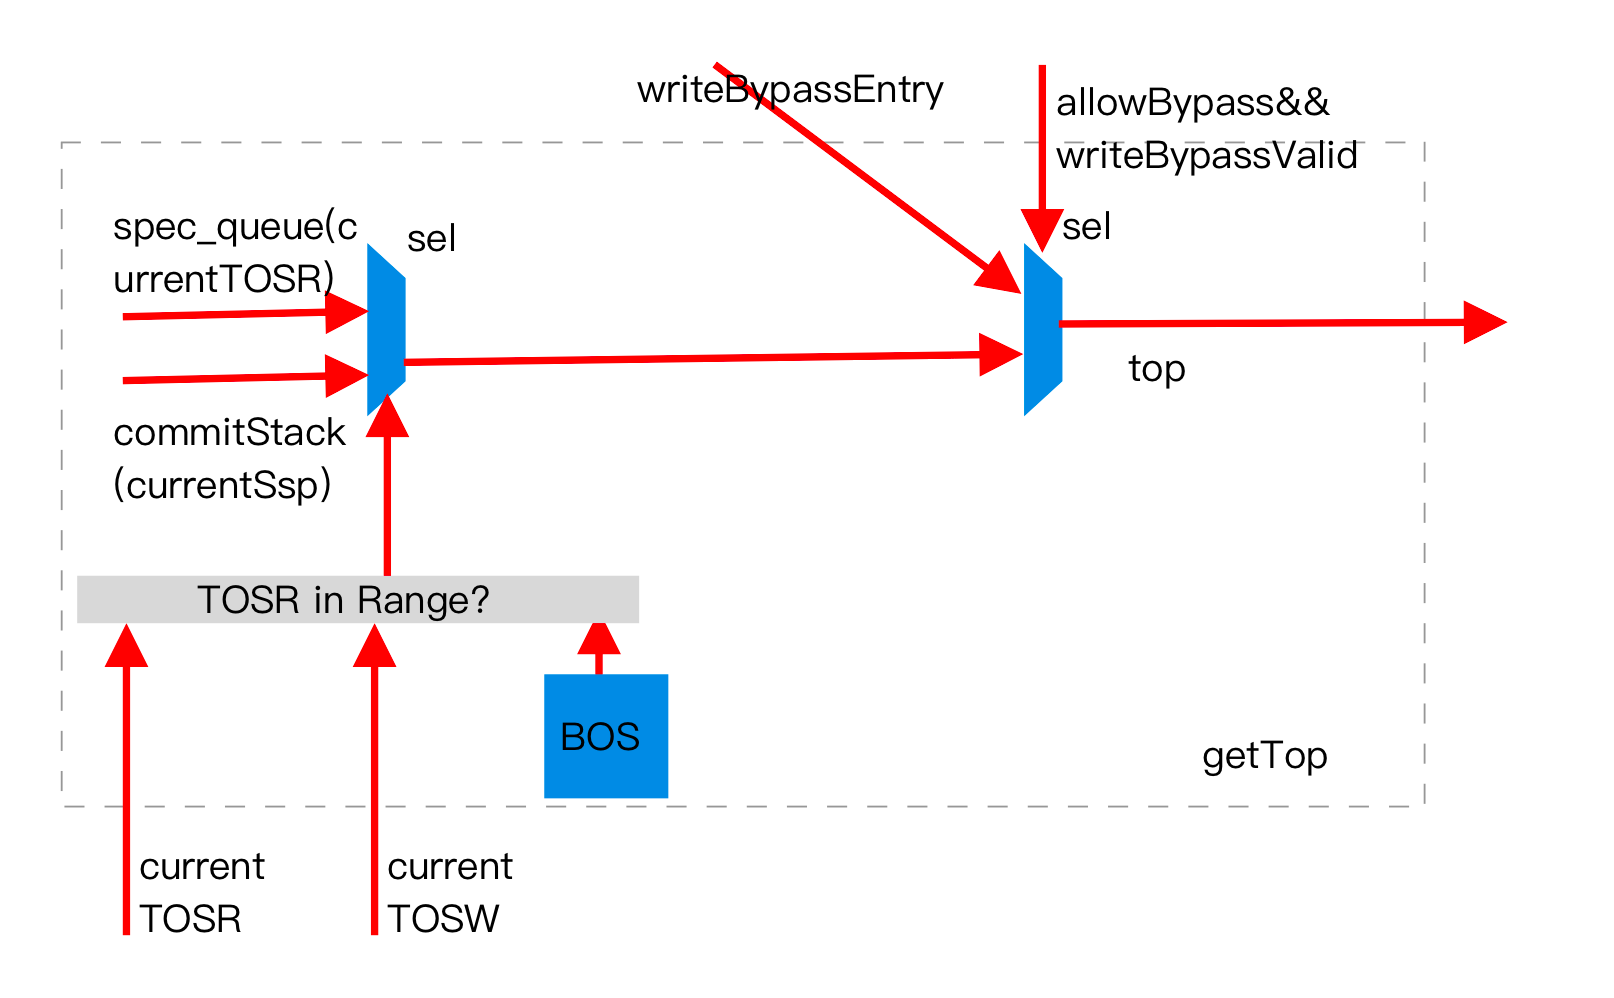 writeBypassEntry
allowBypass&&
writeBypassValid
spec_queue(c
urrentTOSR)
sel
sel
top
commitStack
(currentSsp)
TOSR in Range?
BOS
getTop
current
TOSR
current
TOSW